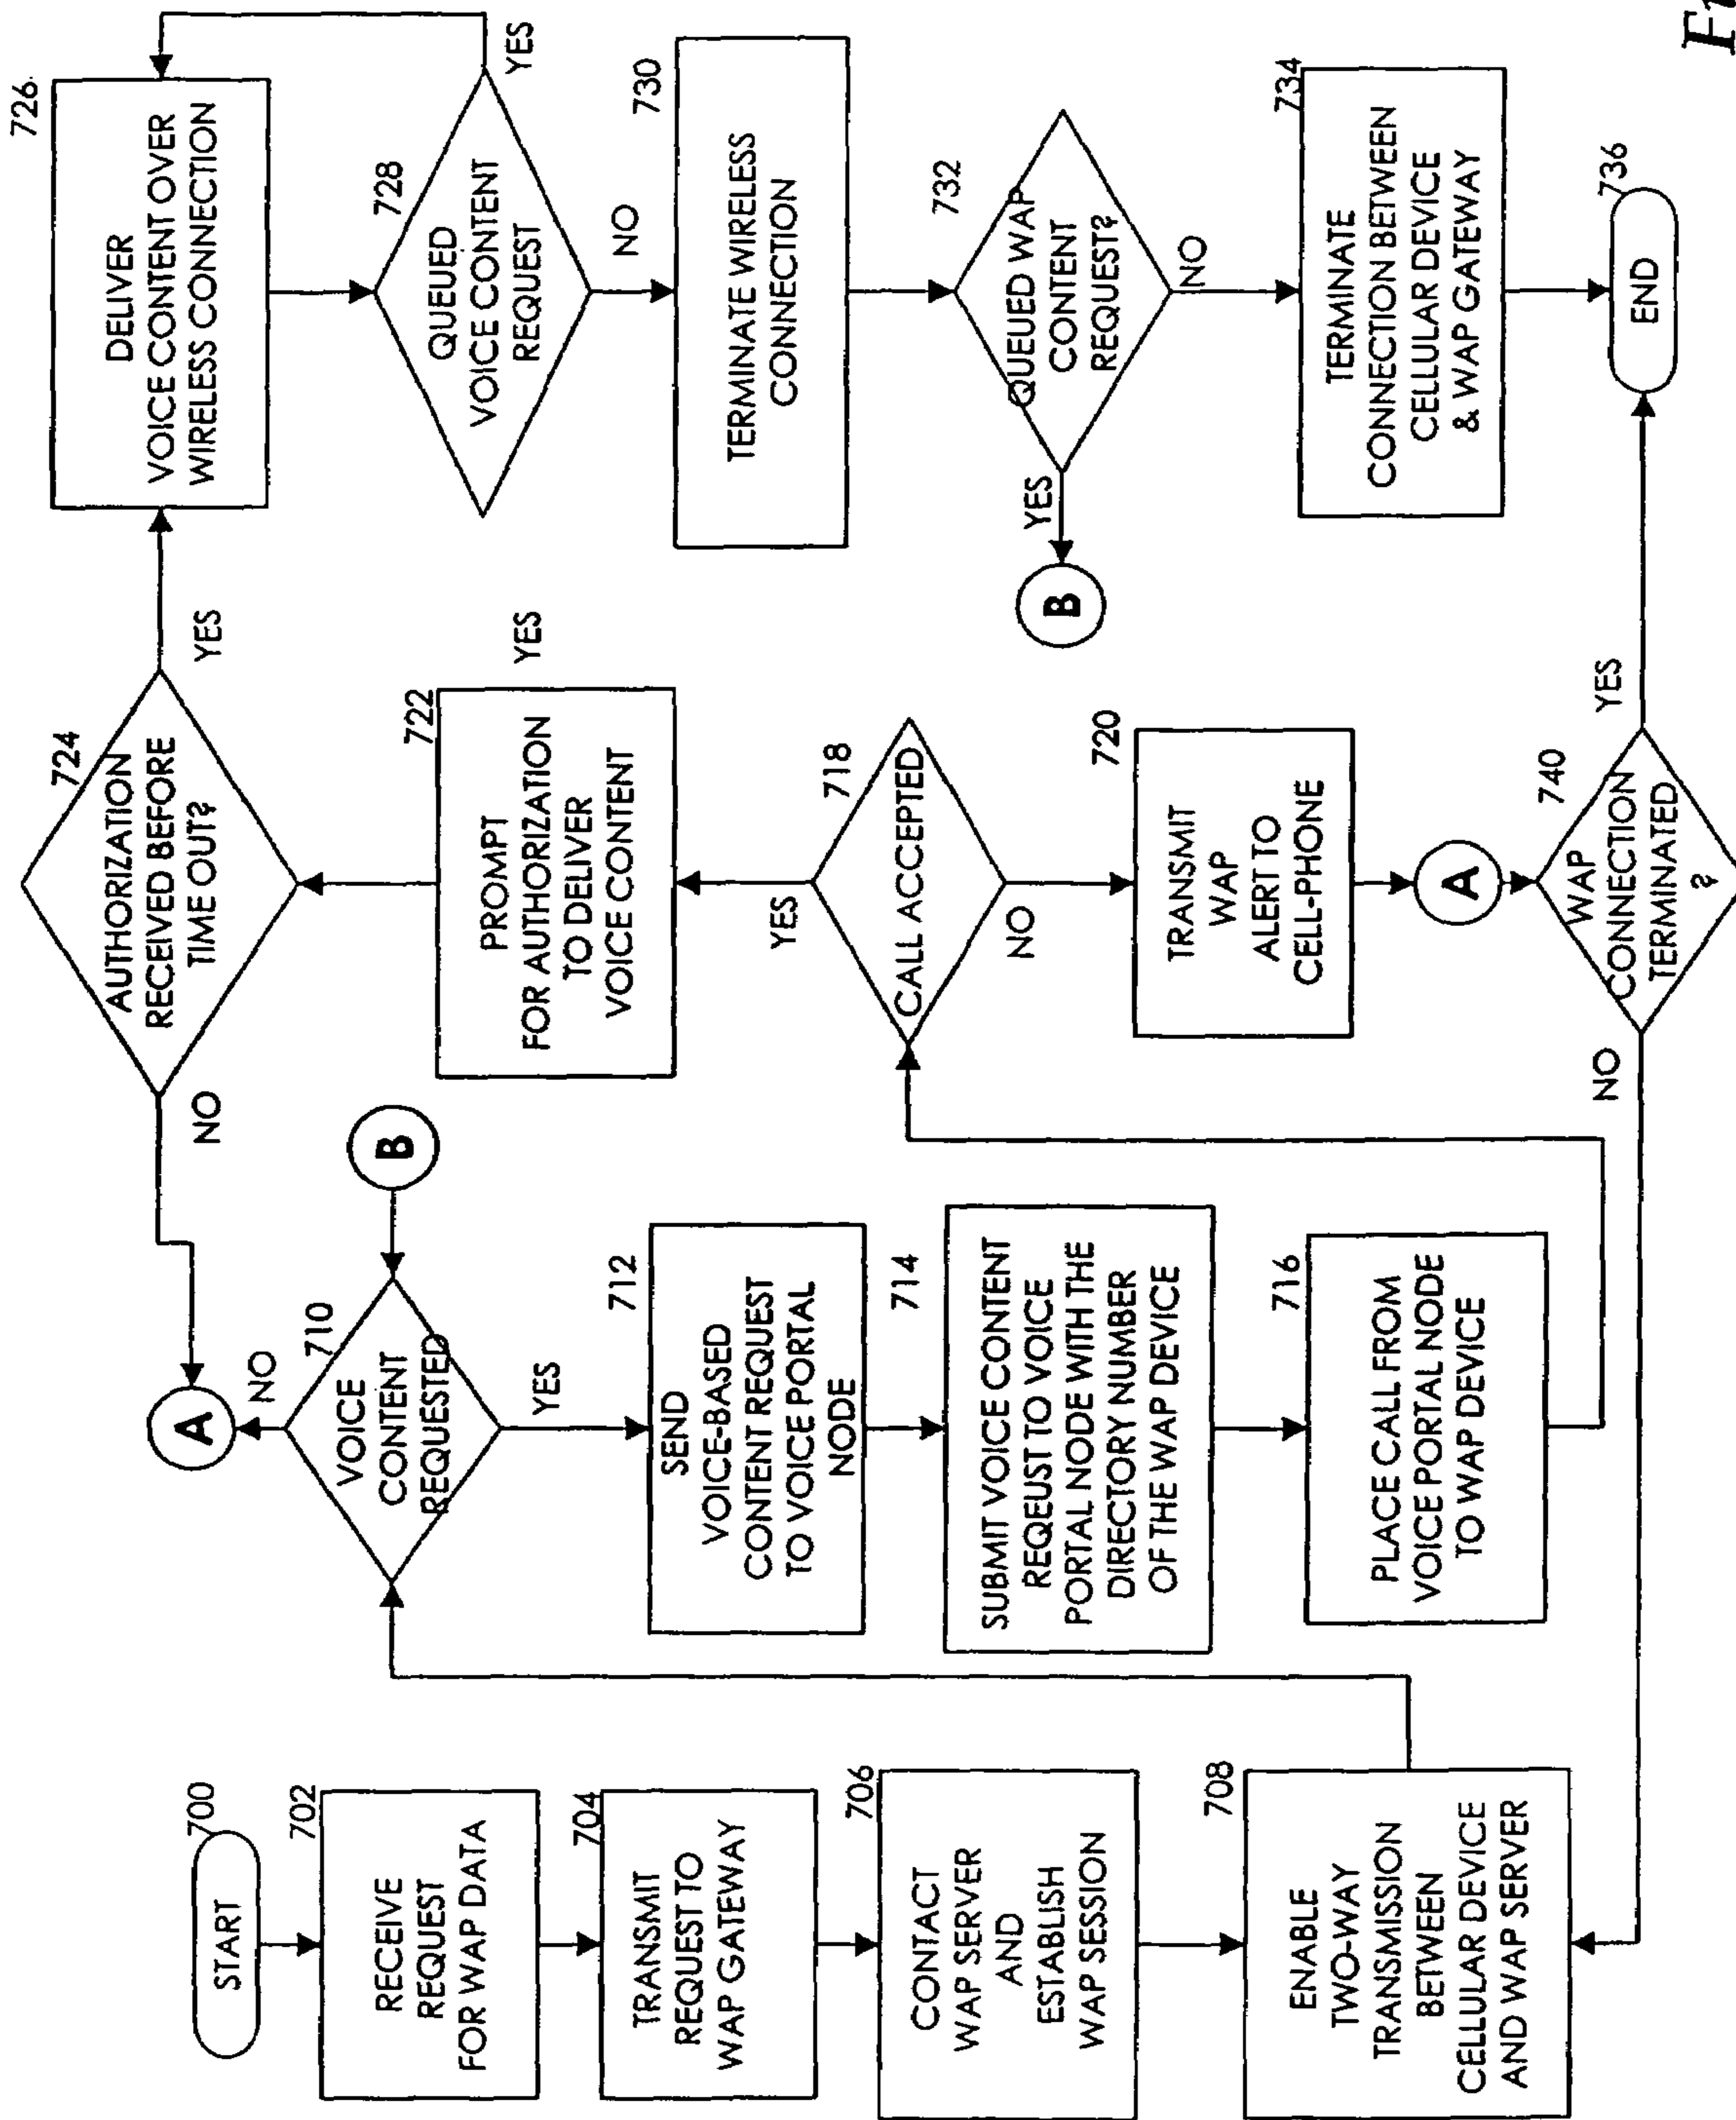 700
START
702
RECEIVE
REQUEST
FOR WAP DATA
704
TRANSMIT
REQUEST TO
WAP GATEWAY
706
CONTACT
WAP SERVER
AND
ESTABLISH
WAP SESSION
708
ENABLE
TWO-WAY
TRANSMISSION
BETWEEN
CELLULAR DEVICE
AND WAP SERVER
A
NO
710
VOICE
CONTENT
REQUESTED
B
YES
712
SEND
VOICE-BASED
CONTENT REQUEST
TO VOICE PORTAL
NODE
714
SUBMIT VOICE CONTENT
REQEUST TO VOICE
PORTAL NODE WITH THE
DIRECTORY NUMBER
OF THE WAP DEVICE
716
PLACE CALL FROM
VOICE PORTAL NODE
TO WAP DEVICE
724
AUTHORIZATION
RECEIVED BEFORE
TIME OUT?
NO
YES
722
PROMPT
FOR AUTHORIZATION
TO DELIVER
VOICE CONTENT
YES
YES
718
CALL ACCEPTED
NO
720
TRANSMIT
WAP
ALERT TO
CELL-PHONE
A
740
WAP
CONNECTION
TERMINATED
?
NO
YES
726
DELIVER
VOICE CONTENT OVER
WIRELESS CONNECTION
728
QUEUED
VOICE CONTENT
REQUEST
YES
NO
730
TERMINATE WIRELESS
CONNECTION
732
QUEUED WAP
CONTENT
REQUEST?
YES
B
NO
734
TERMINATE
CONNECTION BETWEEN
CELLULAR DEVICE
& WAP GATEWAY
736
END